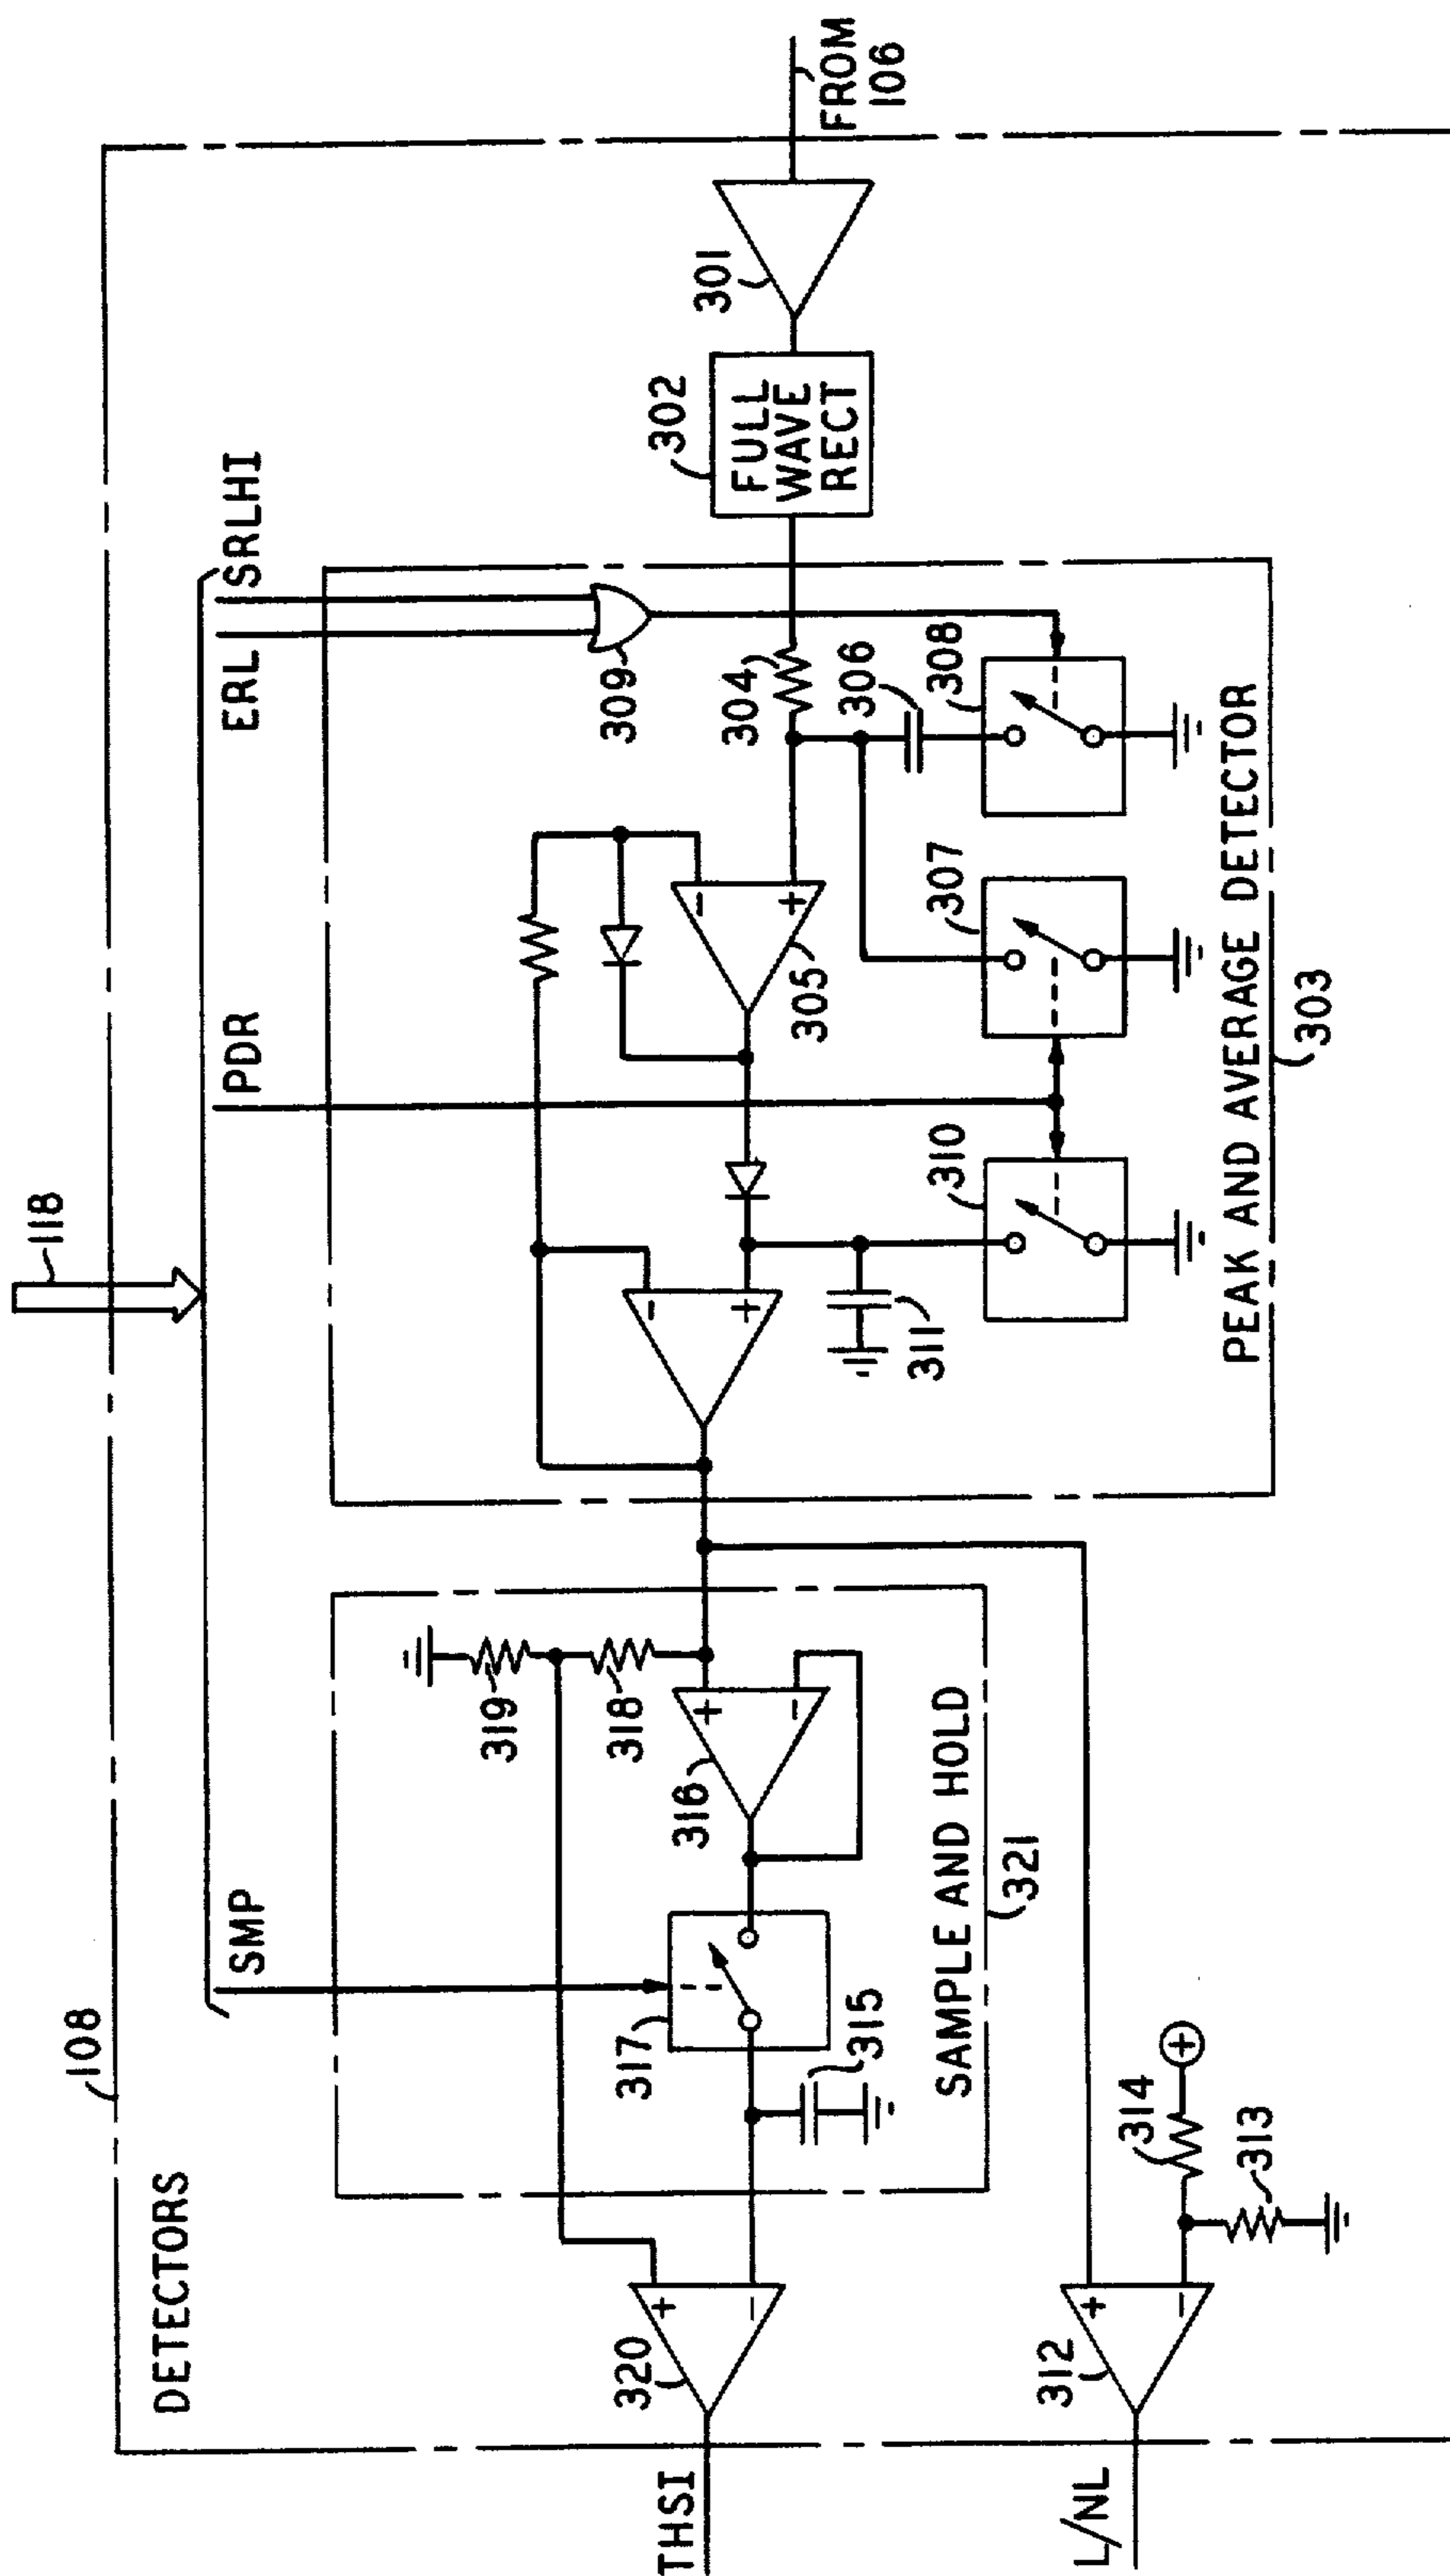 118
108
DETECTORS
SMP
PDR
ERL
SRLHI
319
309
THSI
320
+
−
317
318
316
+
−
−
+
−
+
305
302
FULL
WAVE
RECT
301
FROM
106
304
306
315
311
310
307
308
SAMPLE AND HOLD
321
L/NL
312
+
−
314
+
313
PEAK AND AVERAGE DETECTOR
303